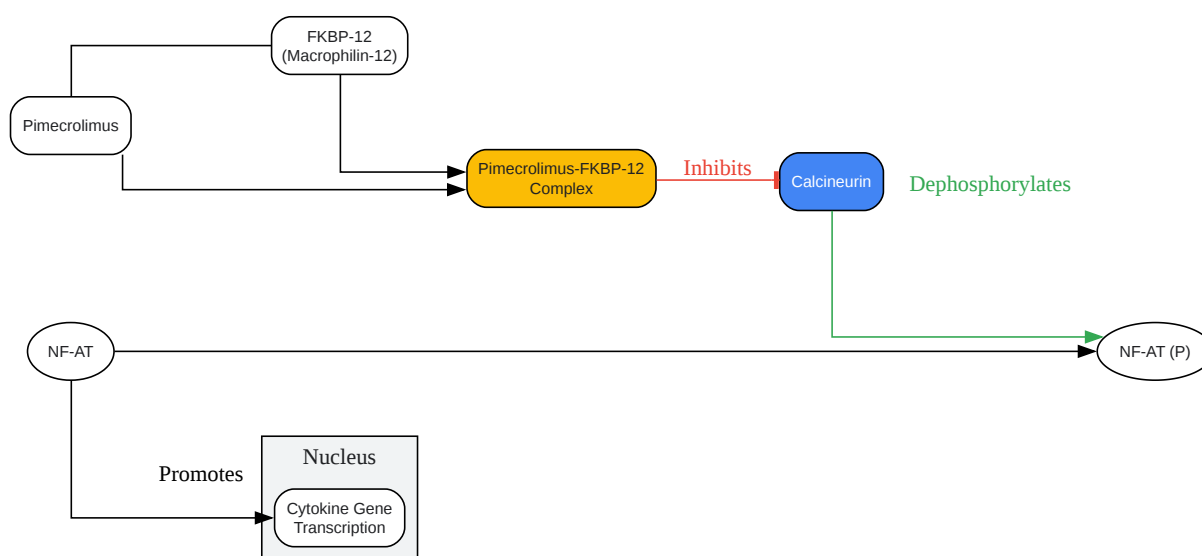 FKBP-12
(Macrophilin-12)
Pimecrolimus
Pimecrolimus-FKBP-12
Complex
Inhibits
Calcineurin
Dephosphorylates
NF-AT
NF-AT (P)
Promotes
Nucleus
Cytokine Gene
Transcription